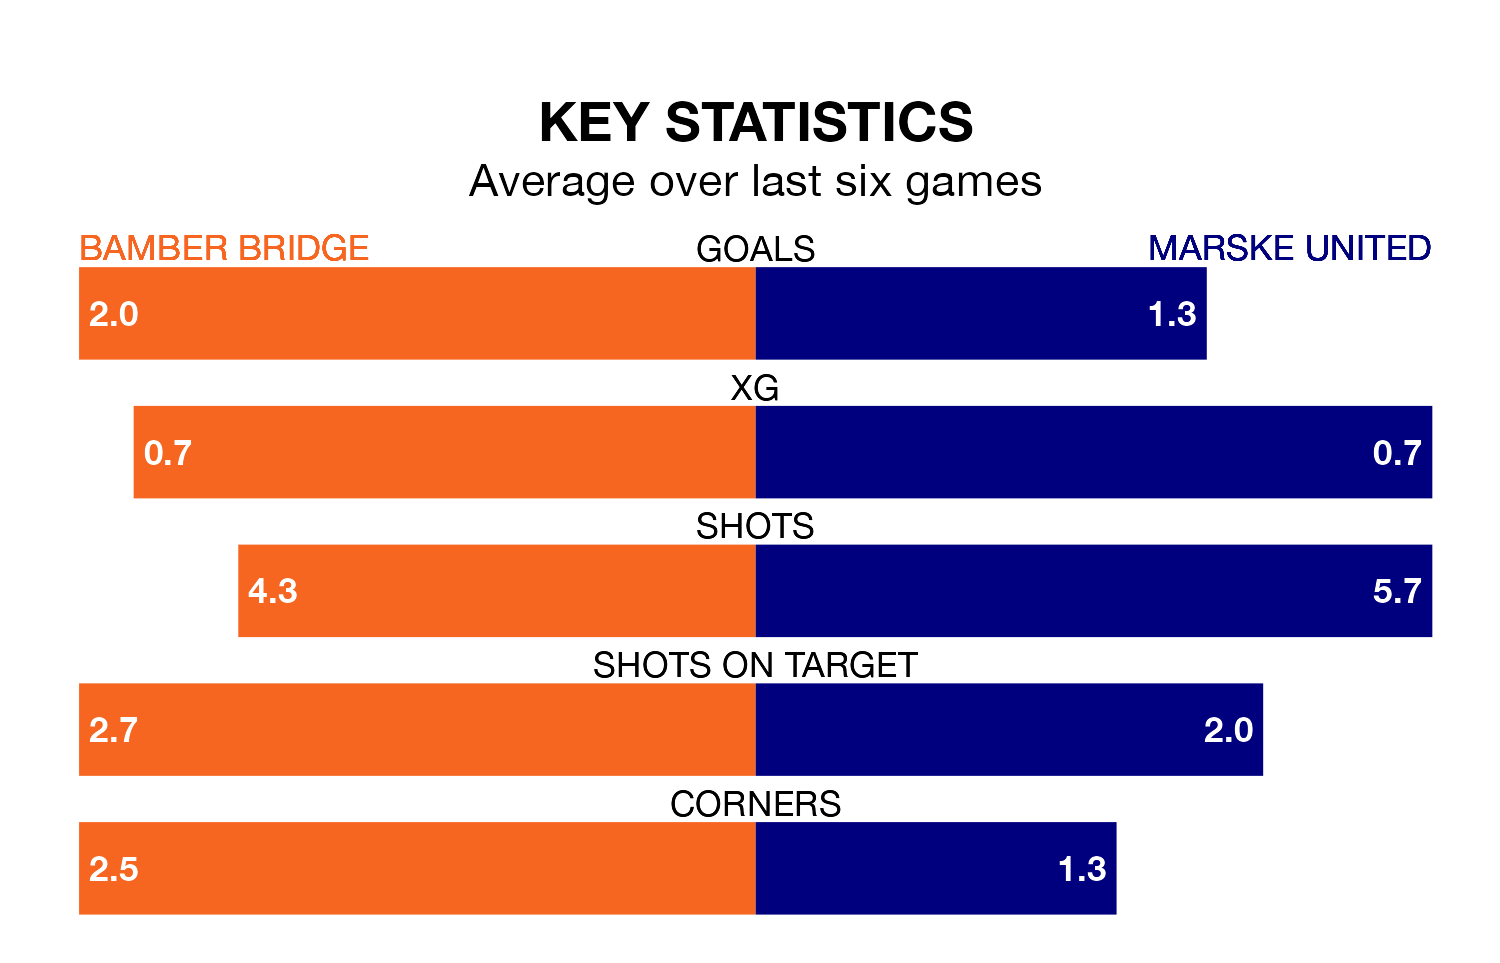 KEY STATISTICS
Average over last six games
BAMBER BRIDGE GOALS MARSKE UNITED
2.0 1.3
XG
0.7 0.7
SHOTS
4.3 5.7
SHOTS ON TARGET
2.7 2.0
CORNERS
2.5 1.3